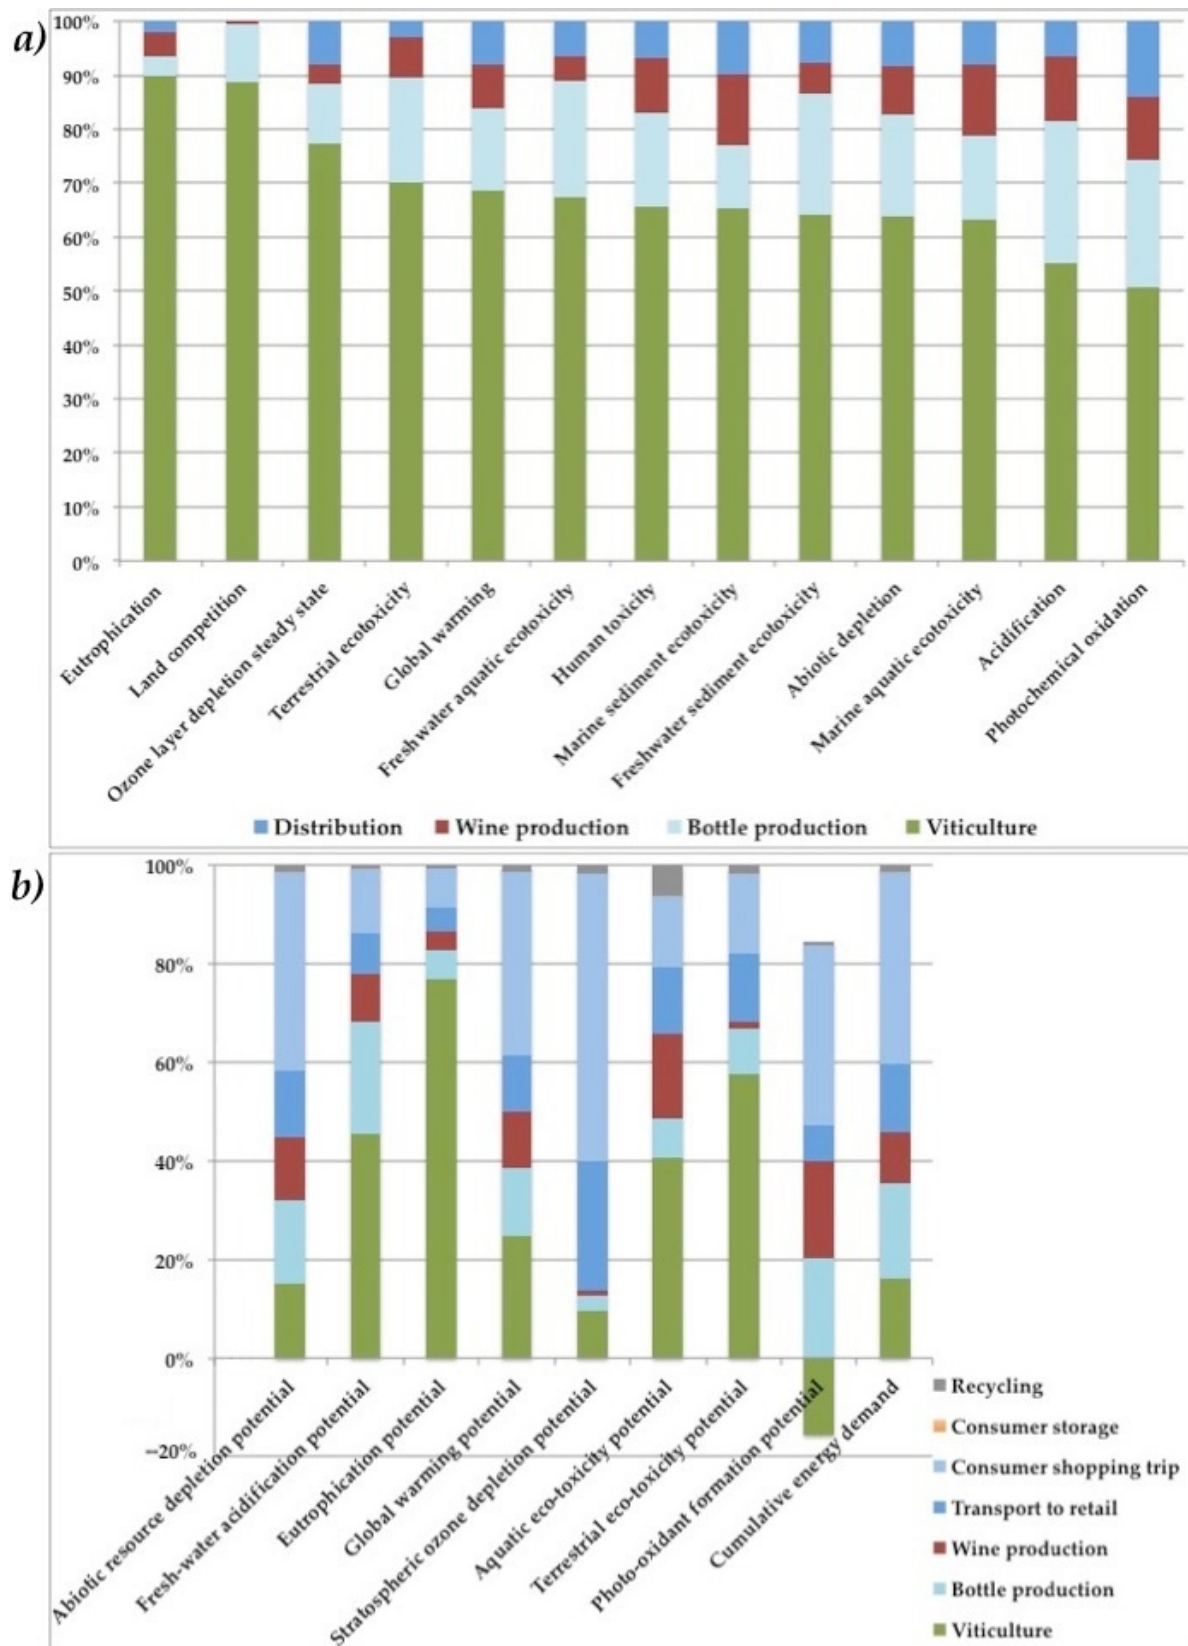 a)
100%
90%
80%
70%
60%
50%
40%
30%
20%
10%
0%
Eutrophication
Land competition
Ozone layer depletion steady state
Terrestrial ecotoxicity
Global warming
Freshwater aquatic ecotoxicity
Human toxicity
Marine sediment ecotoxicity
Freshwater sediment ecotoxicity
Abiotic depletion
Marine aquatic ecotoxicity
Acidification
Photochemical oxidation
Distribution Wine production Bottle production Viticulture
b)
100%
80%
60%
40%
20%
0%
−20%
Abiotic resource depletion potential
Fresh-water acidification potential
Eutrophication potential
Global warming potential
Stratospheric ozone depletion potential
Aquatic eco-toxicity potential
Terrestrial eco-toxicity potential
Photo-oxidant formation potential
Cumulative energy demand
Recycling
Consumer storage
Consumer shopping trip
Transport to retail
Wine production
Bottle production
Viticulture